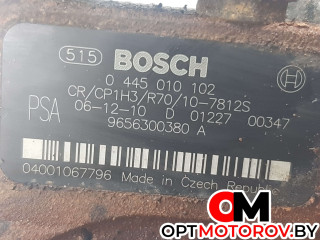 515 BOSCH
0 445 010 102
CR/CP1H3/R70/10-7812S
PSA 06-12-10 D 01227 00347
9656300380 A
04001067796 Made in Czech Republic
OM
OPTMOTOROV.BY